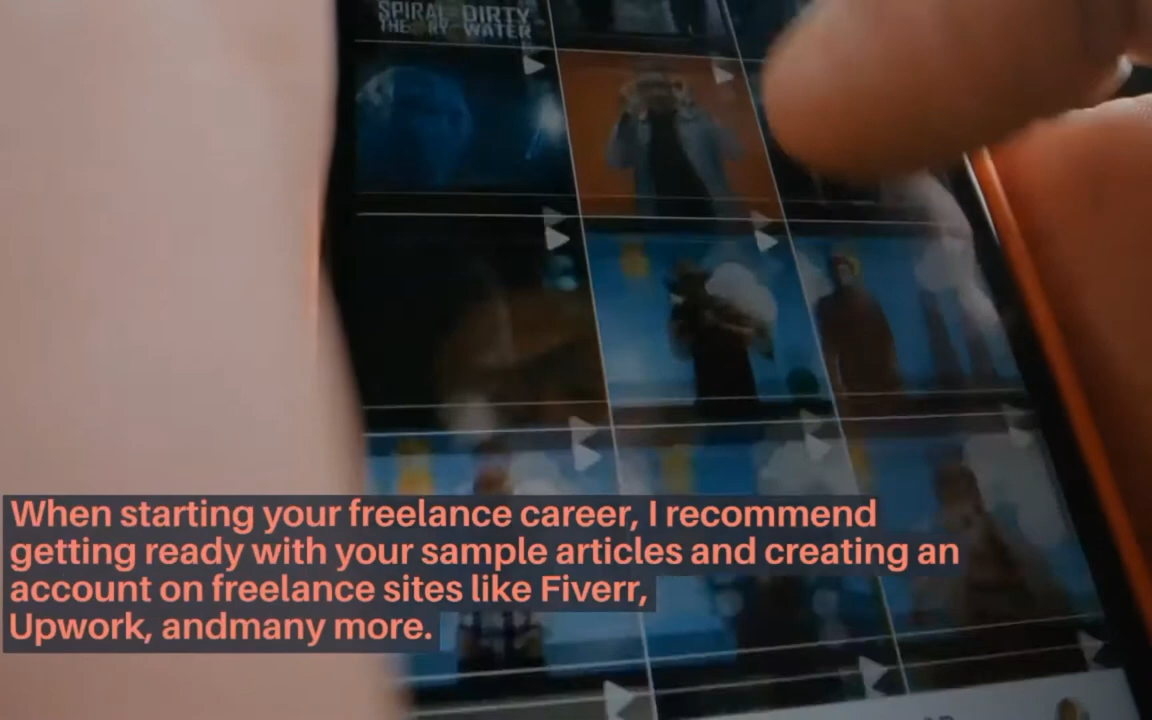 SPIRAL DIRTY
THEORY WATER
When starting your freelance career, I recommend
getting ready with your sample articles and creating an
account on freelance sites like Fiverr,
Upwork, andmany more.